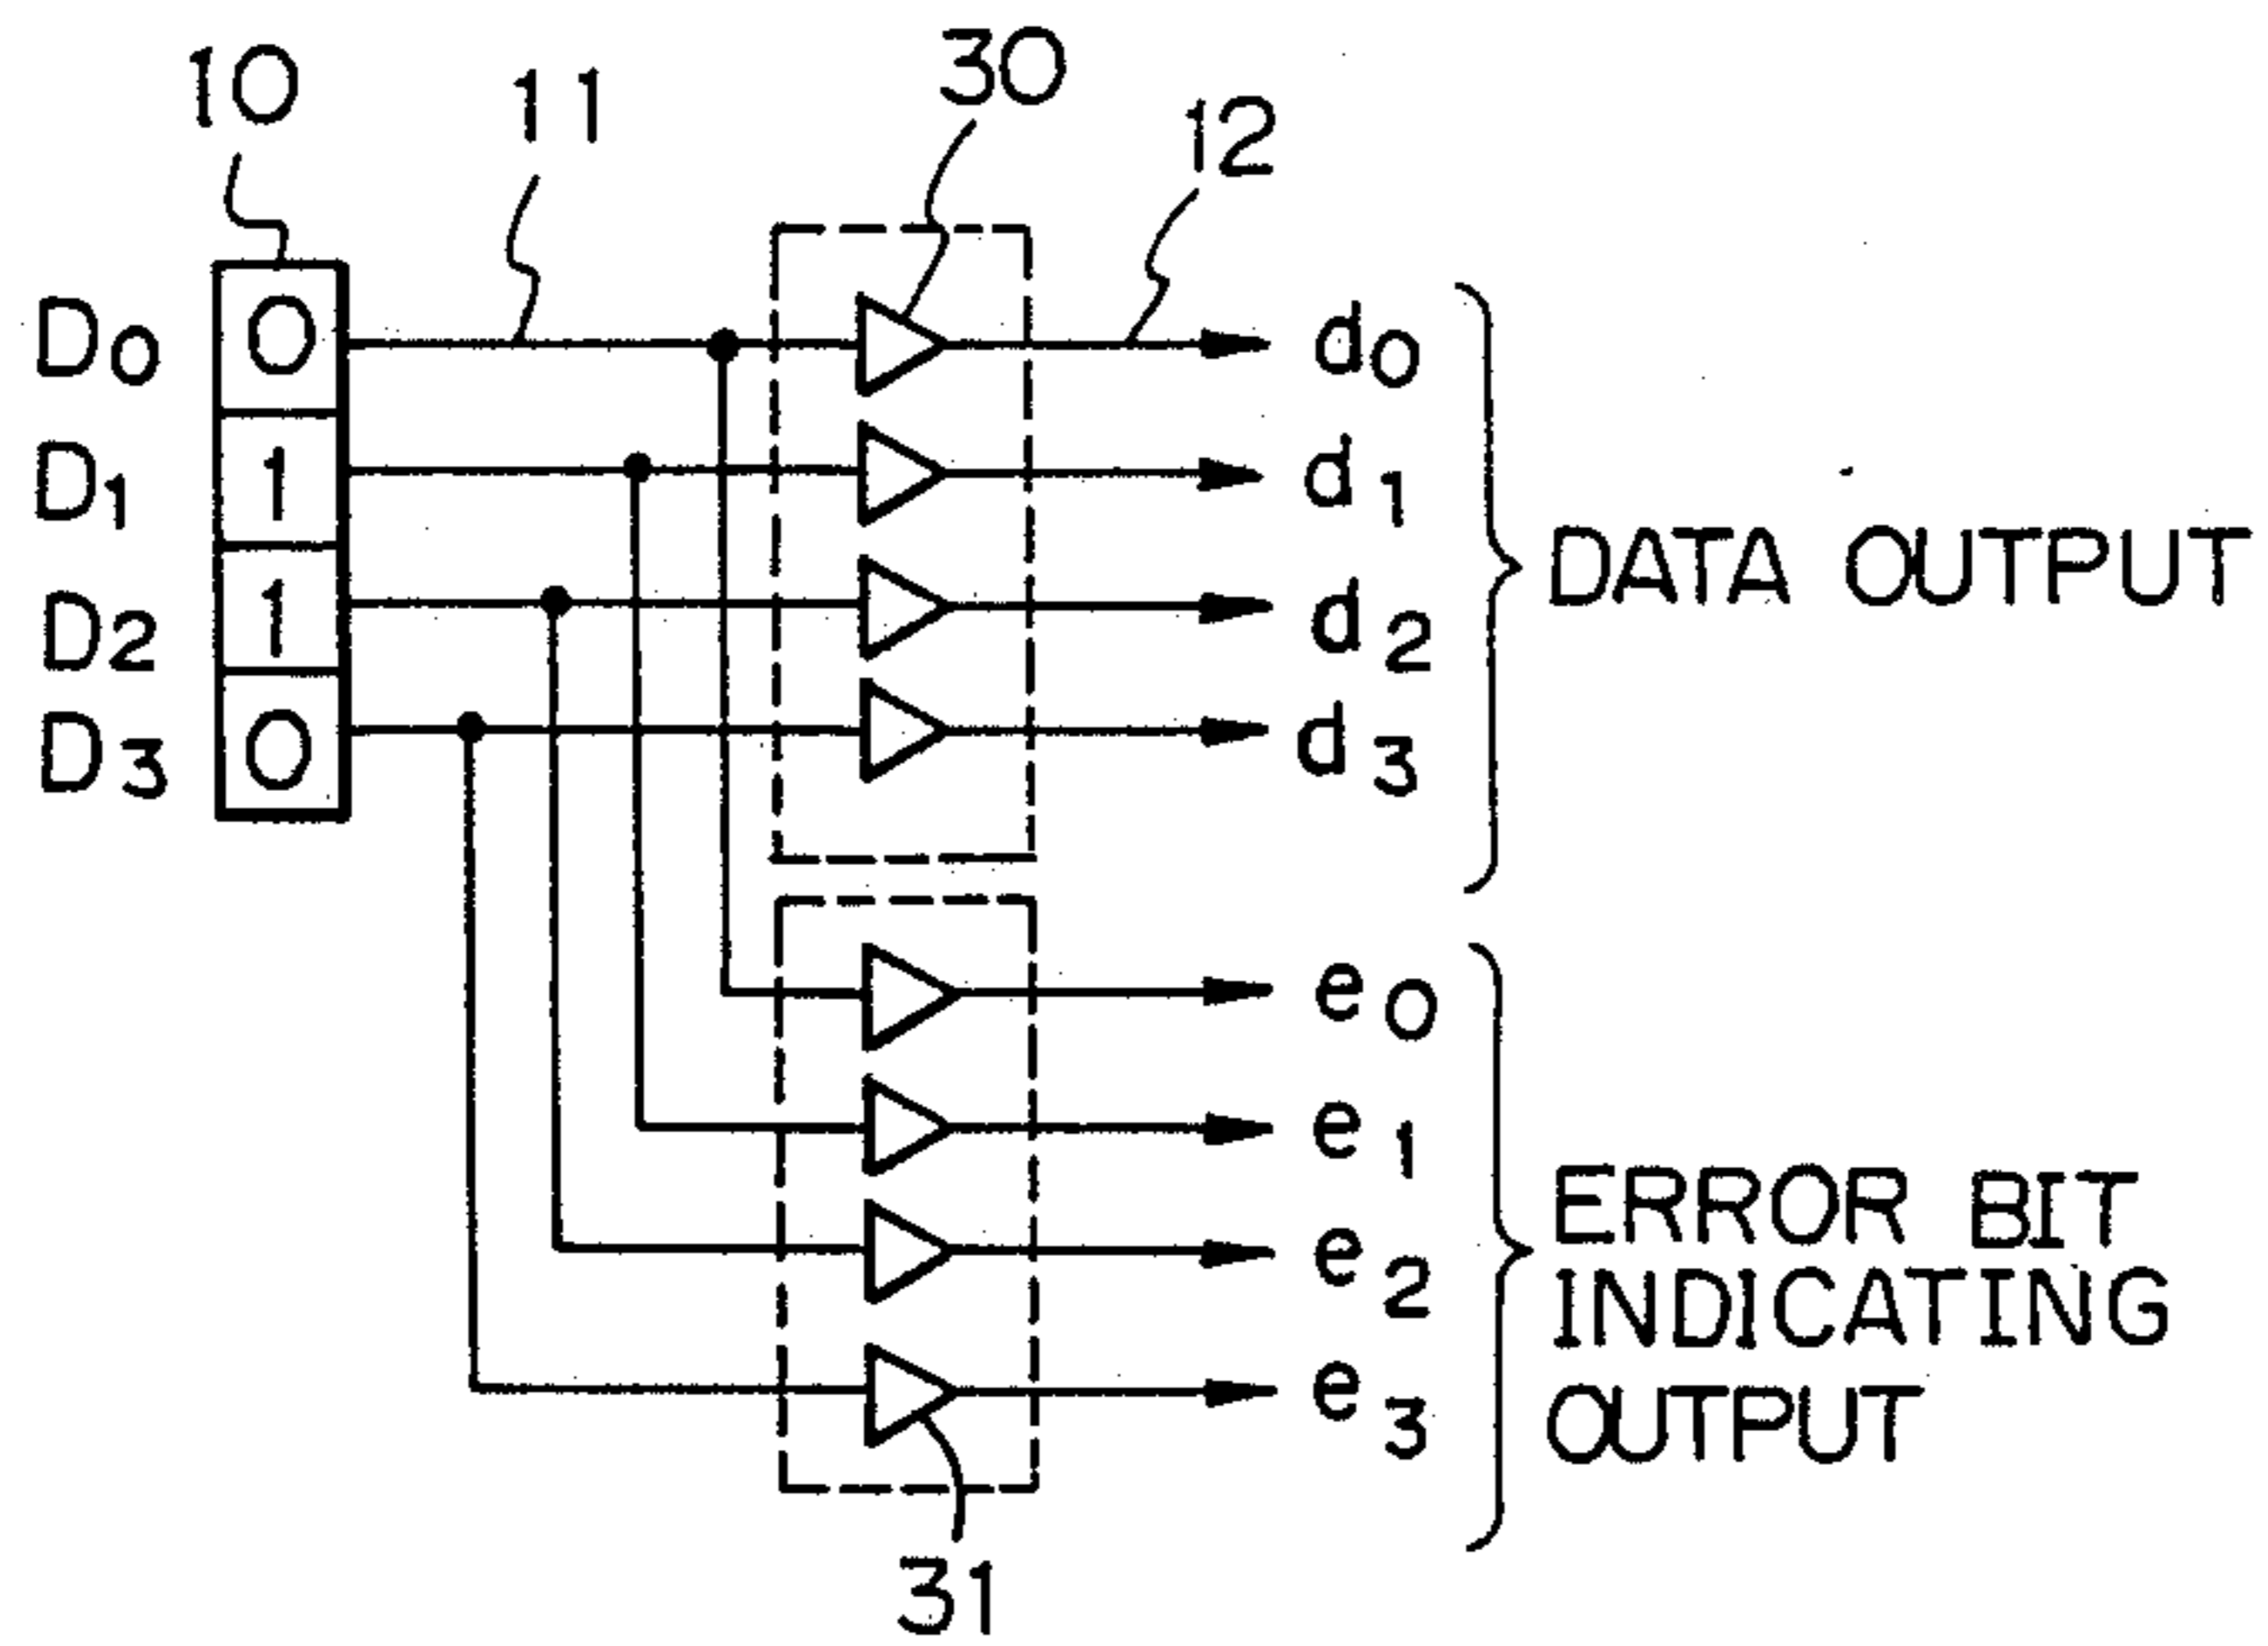 10
11
30
12
D0 0 d0
D1 1 d1
D2 1 d2
D3 0 d3
DATA OUTPUT
e0
e1
e2
e3
ERROR BIT
INDICATING
OUTPUT
31